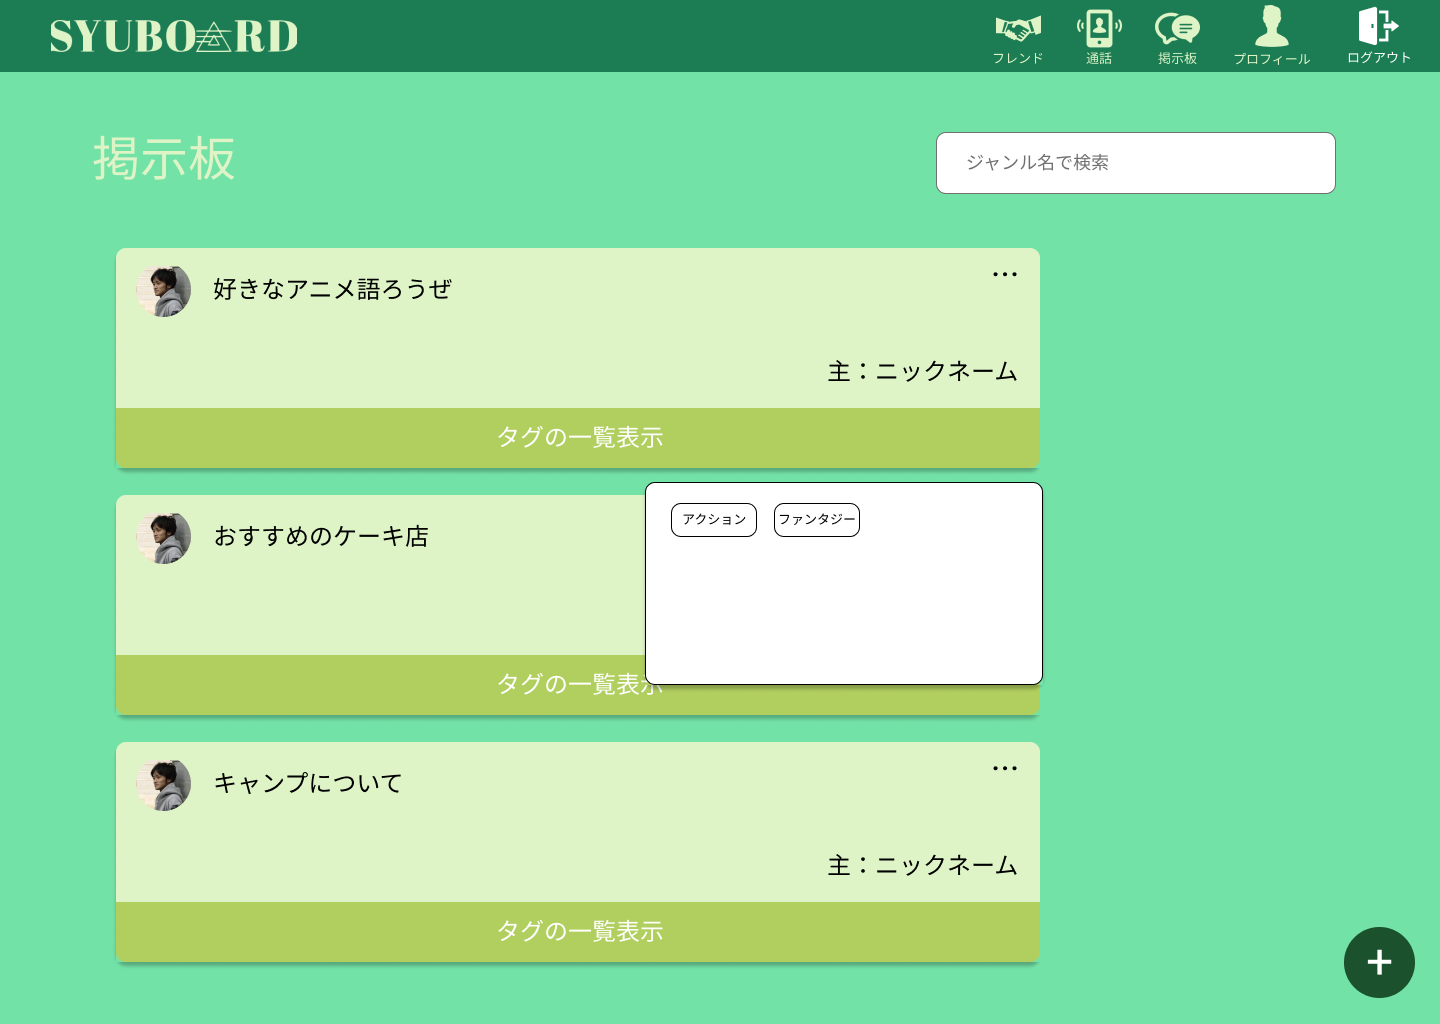 SYUBOARD
フレンド
通話
掲示板
プロフィール
ログアウト
掲示板
ジャンル名で検索
好きなアニメ語ろうぜ
…
主：ニックネーム
タグの一覧表示
おすすめのケーキ店
アクション
ファンタジー
タグの一覧表示
キャンプについて
…
主：ニックネーム
タグの一覧表示
+